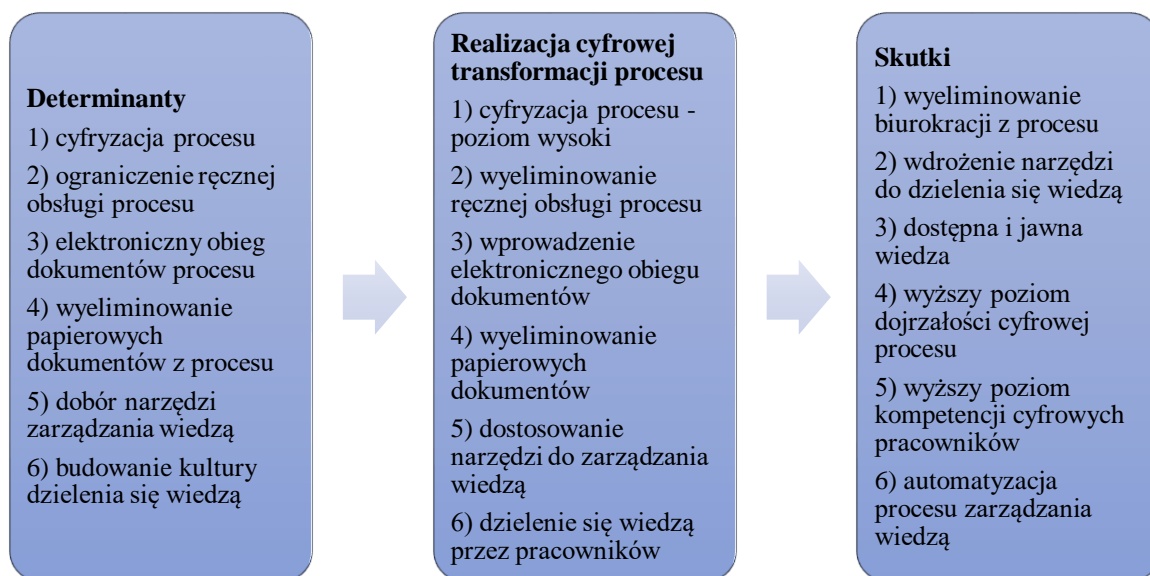 Determinanty
1) cyfryzacja procesu
2) ograniczenie ręcznej
obsługi procesu
3) elektroniczny obieg
dokumentów procesu
4) wyeliminowanie
papierowych
dokumentów z procesu
5) dobór narzędzi
zarządzania wiedzą
6) budowanie kultury
dzielenia się wiedzą
Realizacja cyfrowej
transformacji procesu
1) cyfryzacja procesu -
poziom wysoki
2) wyeliminowanie
ręcznej obsługi procesu
3) wprowadzenie
elektronicznego obiegu
dokumentów
4) wyeliminowanie
papierowych
dokumentów
5) dostosowanie
narzędzi do zarządzania
wiedzą
6) dzielenie się wiedzą
przez pracowników
Skutki
1) wyeliminowanie
biurokracji z procesu
2) wdrożenie narzędzi
do dzielenia się wiedzą
3) dostępna i jawna
wiedza
4) wyższy poziom
dojrzałości cyfrowej
procesu
5) wyższy poziom
kompetencji cyfrowych
pracowników
6) automatyzacja
procesu zarządzania
wiedzą